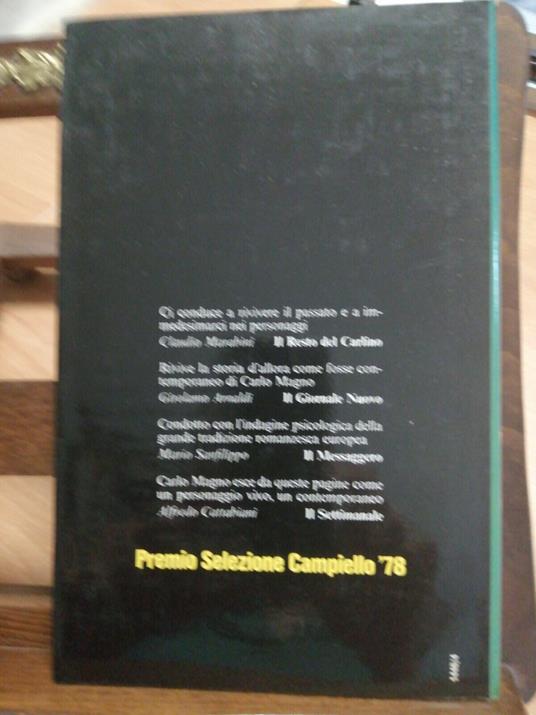 Ci conduce a rivivere il passato e a im-
medesimarci nei personaggi
Claudio Marabini Il Resto del Carlino
Rivive la storia d'allora come fosse con-
temporaneo di Carlo Magno
Girolamo Arnaldi Il Giornale Nuovo
Condotto con l'indagine psicologica della
grande tradizione romanzesca europea
Mario Sanfilippo Il Messaggero
Carlo Magno esce da queste pagine come
un personaggio vivo, un contemporaneo
Alfredo Cattabiani Il Settimanale
Premio Selezione Campiello '78